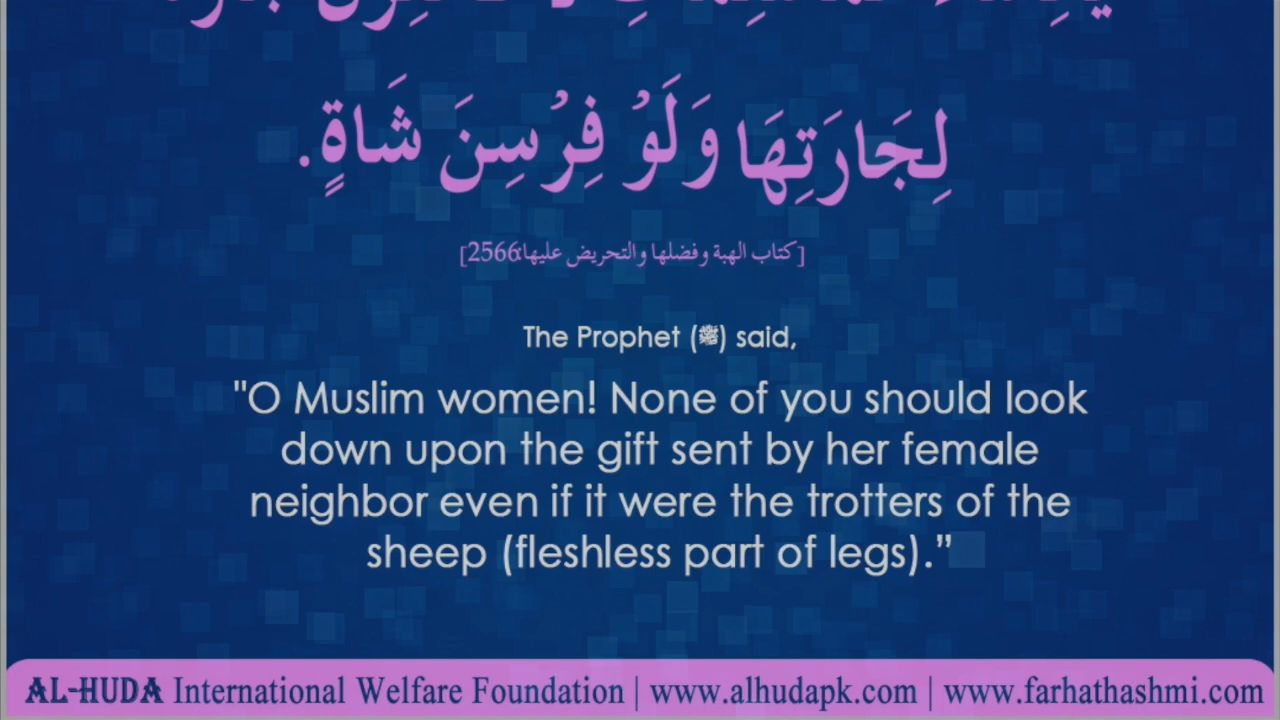 لِجَارَتِهَا وَلَوْ فِرْسِنَ شَاةٍ.
[كتاب الهبة وفضلها والتحريض عليها:2566]
The Prophet (ﷺ) said,
"O Muslim women! None of you should look
down upon the gift sent by her female
neighbor even if it were the trotters of the
sheep (fleshless part of legs).”
AL-HUDA International Welfare Foundation | www.alhudapk.com | www.farhathashmi.com